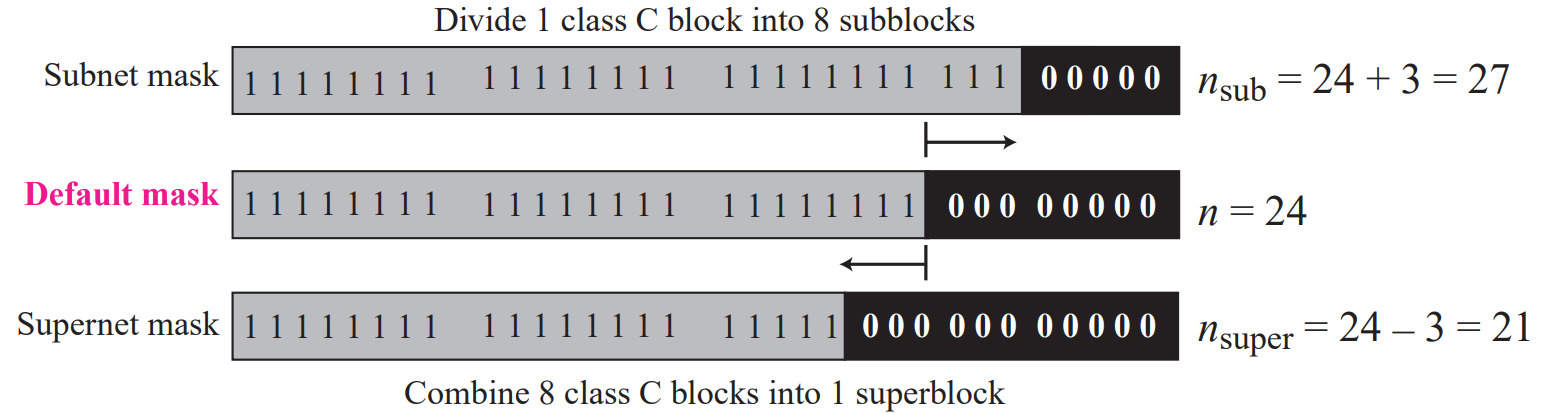 Divide 1 class C block into 8 subblocks
Subnet mask 1 1 1 1 1 1 1 1 1 1 1 1 1 1 1 1 1 1 1 1 1 1 1 1 1 1 1 0 0 0 0 0 nsub = 24 + 3 = 27
Default mask 1 1 1 1 1 1 1 1 1 1 1 1 1 1 1 1 1 1 1 1 1 1 1 1 0 0 0 0 0 0 0 0 n = 24
Supernet mask 1 1 1 1 1 1 1 1 1 1 1 1 1 1 1 1 1 1 1 1 1 0 0 0 0 0 0 0 0 0 0 0 nsuper = 24 – 3 = 21
Combine 8 class C blocks into 1 superblock